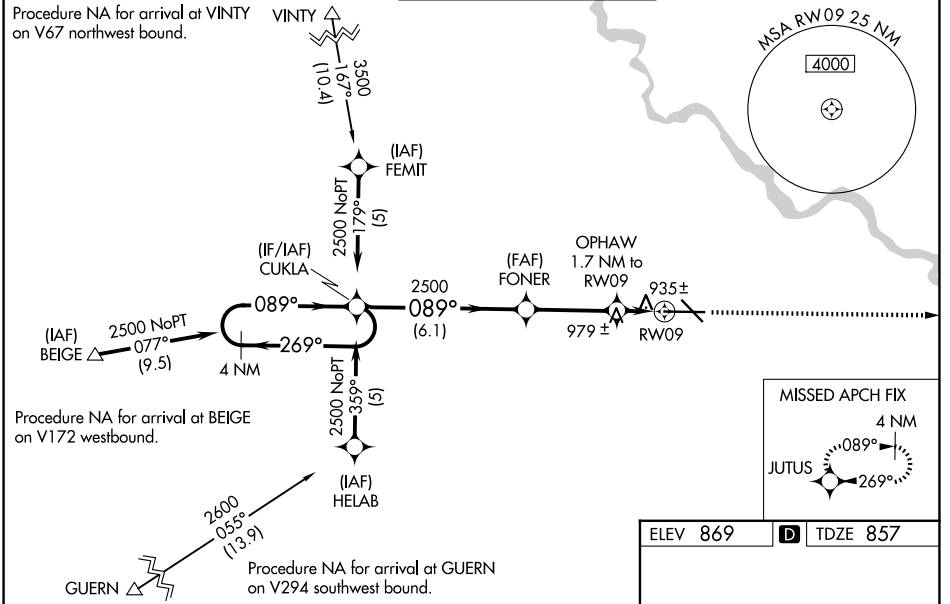 Procedure NA for arrival at VINTY
on V67 northwest bound.
VINTY
3500
167°
(10.4)
MSA RW09 25 NM
4000
(IAF)
FEMIT
2500 NoPT
179°
(5)
(IF/IAF)
CUKLA
OPHAW
1.7 NM to
RW09
(FAF)
FONER
2500
089°
(6.1)
935±
979 ±
RW09
089°
269°
4 NM
(IAF)
BEIGE
2500 NoPT
077°
(9.5)
2500 NoPT
359°
(5)
Procedure NA for arrival at BEIGE
on V172 westbound.
(IAF)
HELAB
MISSED APCH FIX
4 NM
089°
JUTUS
269°
2600
055°
(13.9)
GUERN
Procedure NA for arrival at GUERN
on V294 southwest bound.
ELEV 869 D TDZE 857